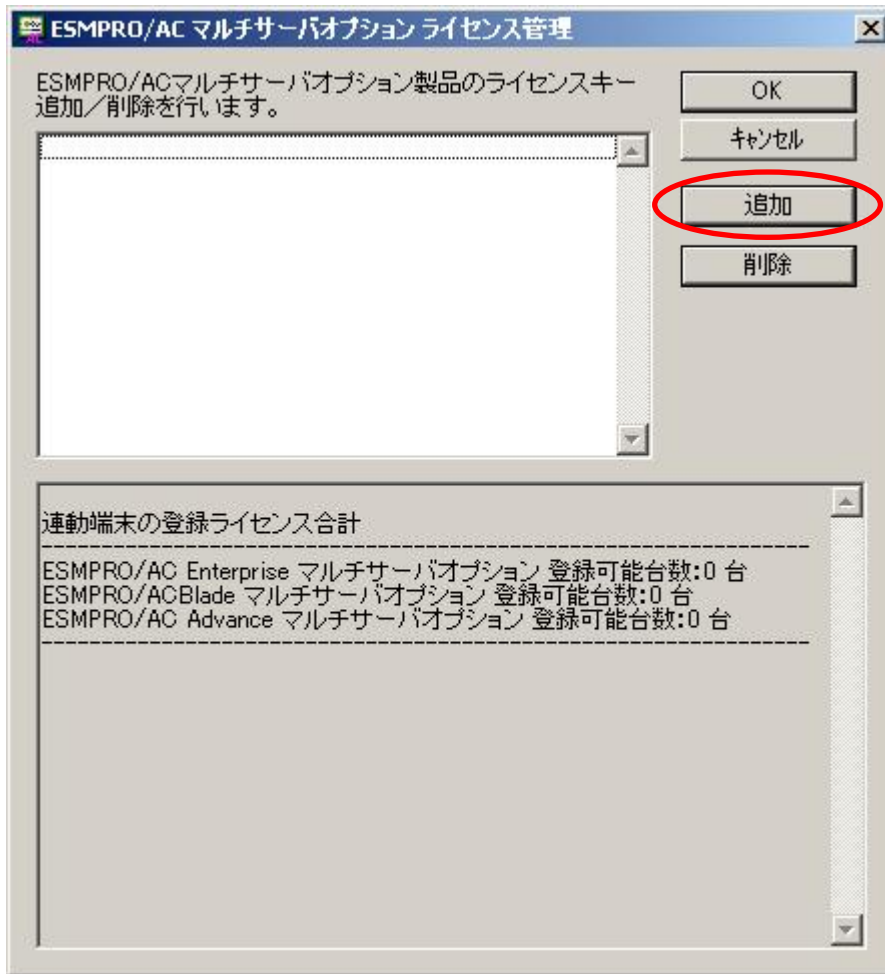 ESMPRO/AC マルチサーバオプション ライセンス管理
ESMPRO/ACマルチサーバオプション製品のライセンスキー
追加／削除を行います。
OK
キャンセル
追加
削除
連動端末の登録ライセンス合計
----------------------------------------------------------------
ESMPRO/AC Enterprise マルチサーバオプション 登録可能台数:0 台
ESMPRO/ACBlade マルチサーバオプション 登録可能台数:0 台
ESMPRO/AC Advance マルチサーバオプション 登録可能台数:0 台
----------------------------------------------------------------